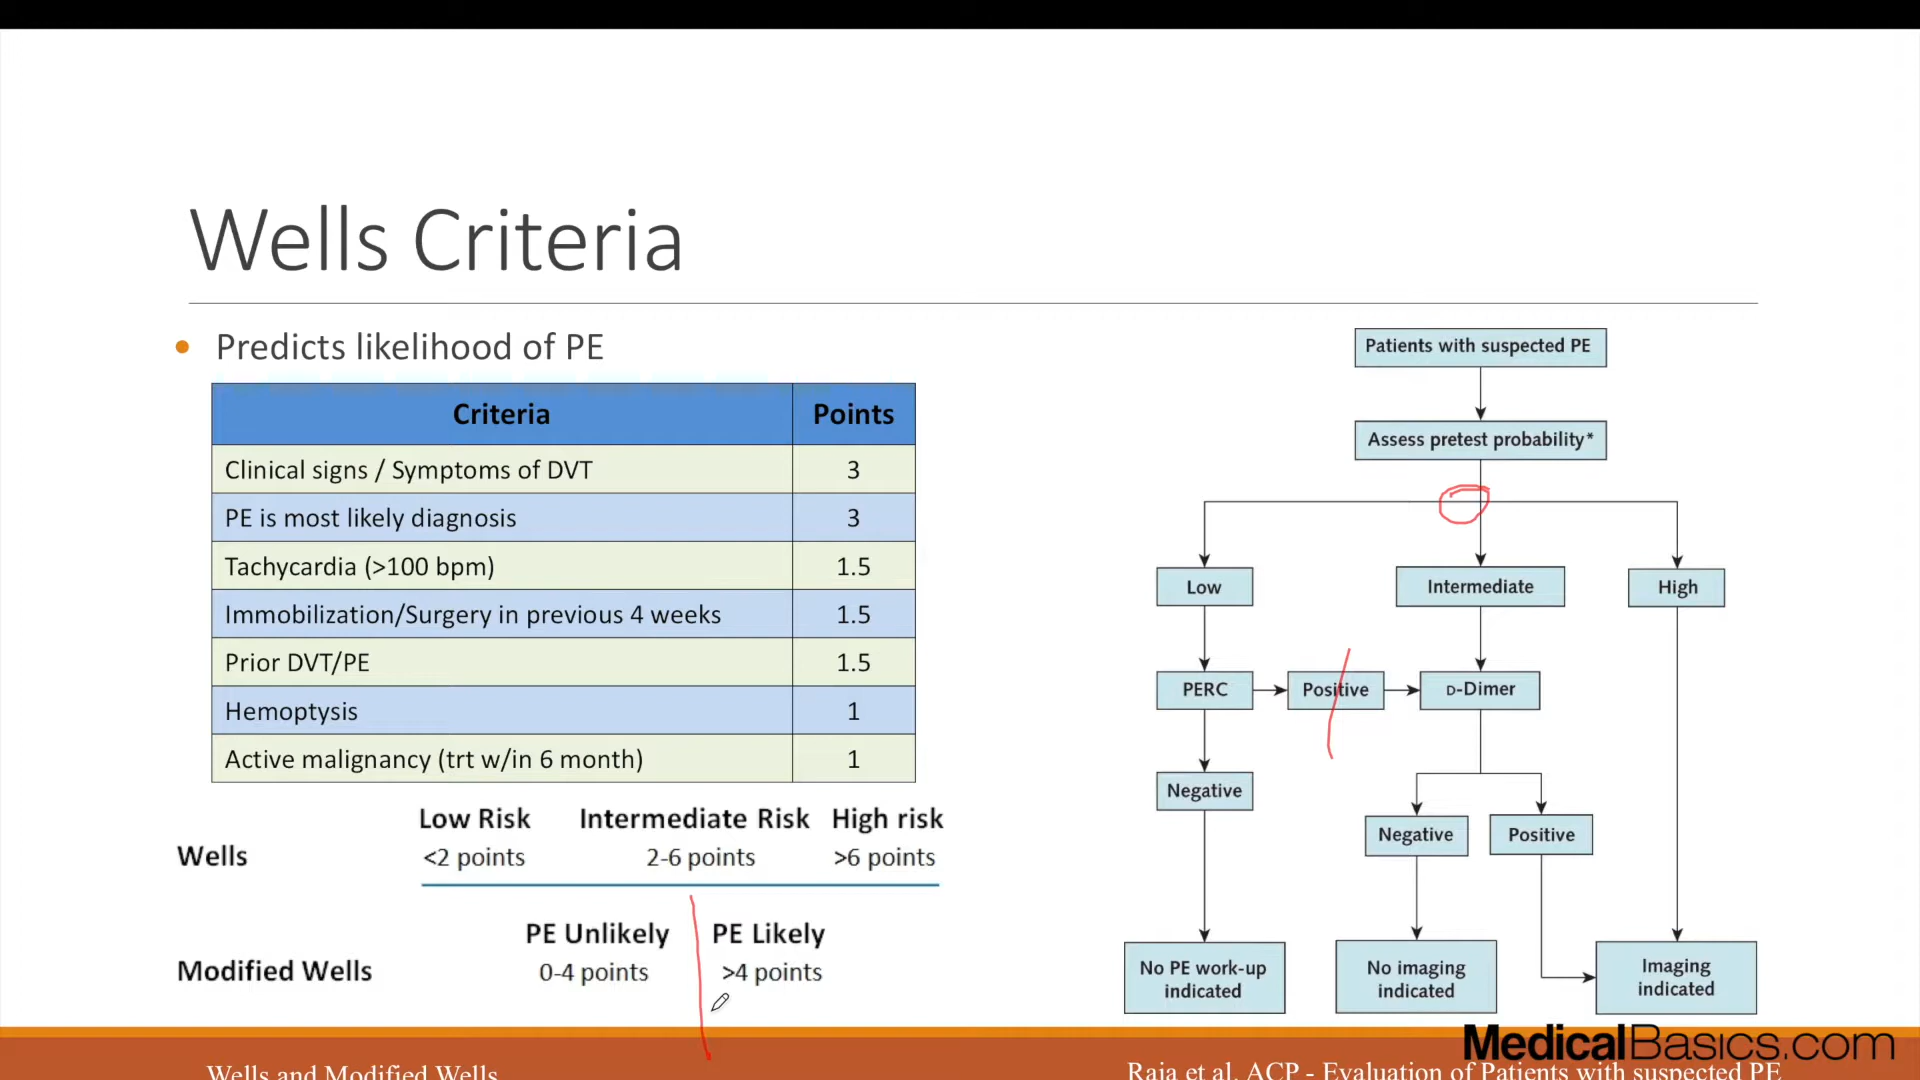 Wells Criteria
Predicts likelihood of PE
Criteria Points
Clinical signs / Symptoms of DVT 3
PE is most likely diagnosis 3
Tachycardia (>100 bpm) 1.5
Immobilization/Surgery in previous 4 weeks 1.5
Prior DVT/PE 1.5
Hemoptysis 1
Active malignancy (trt w/in 6 month) 1
Low Risk Intermediate Risk High risk
Wells <2 points 2-6 points >6 points
PE Unlikely PE Likely
Modified Wells 0-4 points >4 points
Patients with suspected PE
Assess pretest probability*
Low Intermediate High
PERC Positive D-Dimer
Negative
Negative Positive
No PE work-up
indicated
No imaging
indicated
Imaging
indicated
MedicalBasics.com
Wells and Modified Wells
Raja et al. ACP - Evaluation of Patients with suspected PE